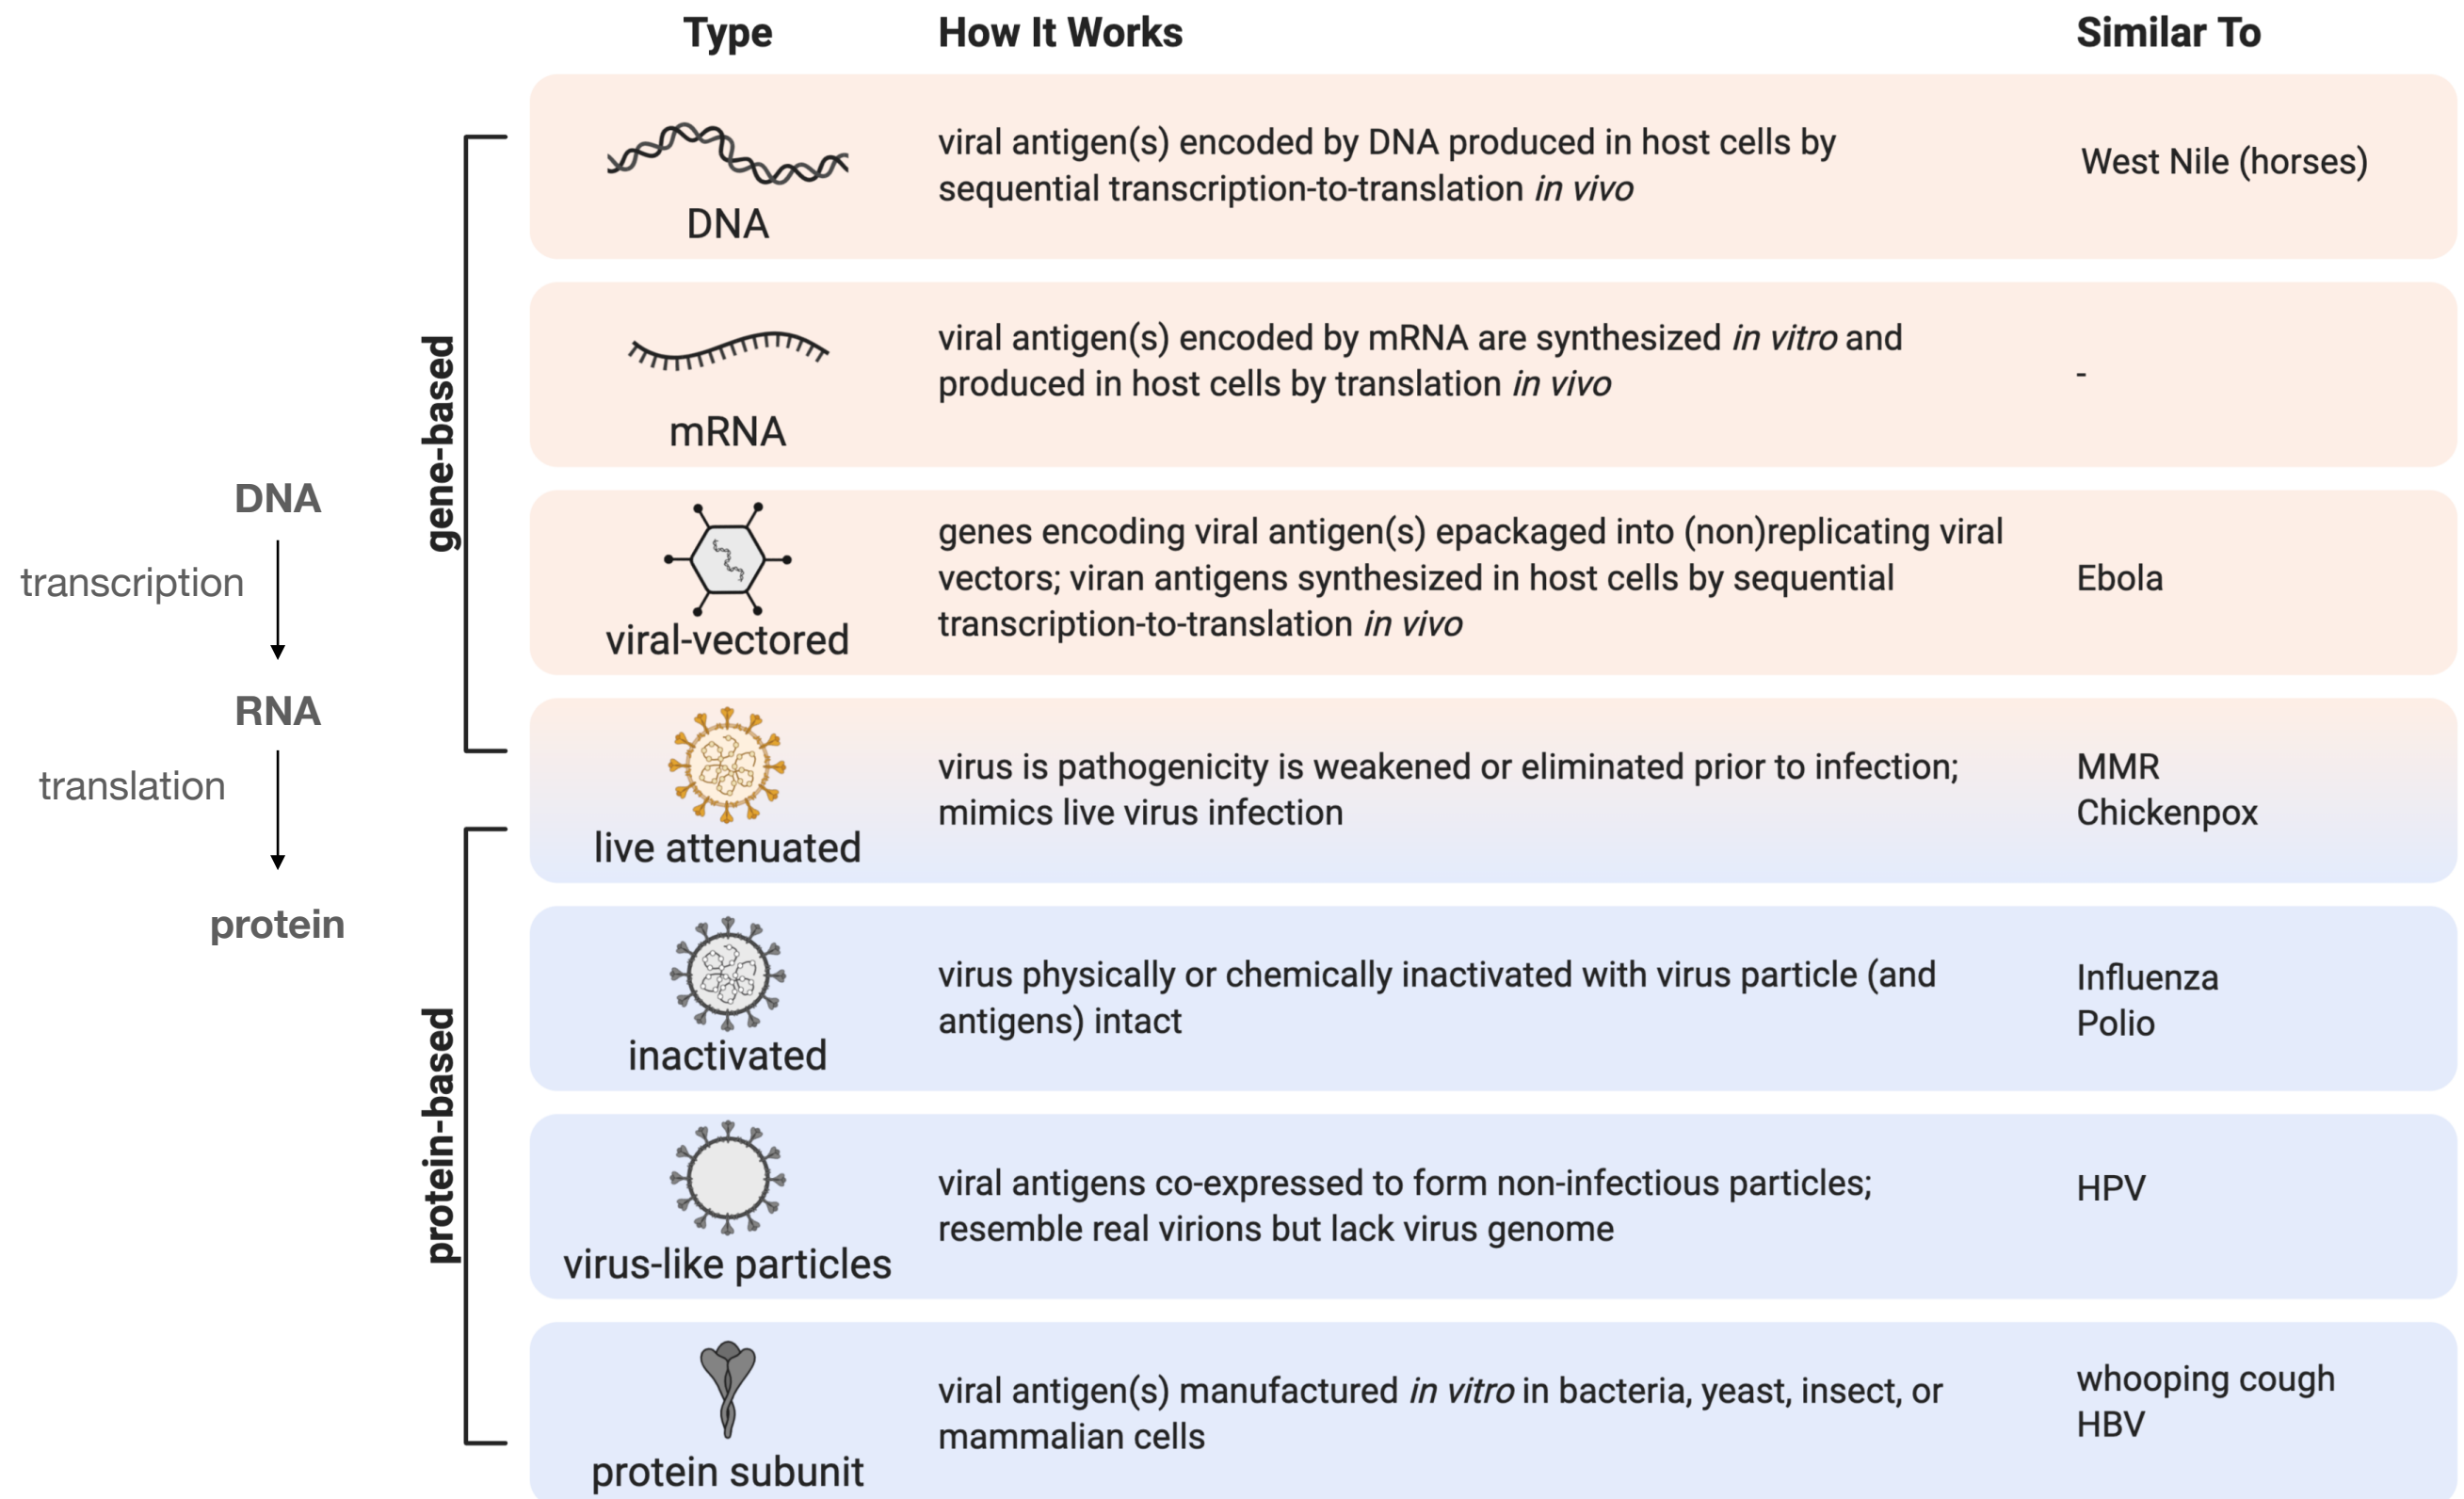 Type How It Works Similar To
DNA
transcription
RNA
translation
protein
gene-based
protein-based
DNA
viral antigen(s) encoded by DNA produced in host cells by
sequential transcription-to-translation in vivo
West Nile (horses)
mRNA
viral antigen(s) encoded by mRNA are synthesized in vitro and
produced in host cells by translation in vivo
-
viral-vectored
genes encoding viral antigen(s) epackaged into (non)replicating viral
vectors; viran antigens synthesized in host cells by sequential
transcription-to-translation in vivo
Ebola
live attenuated
virus is pathogenicity is weakened or eliminated prior to infection;
mimics live virus infection
MMR
Chickenpox
inactivated
virus physically or chemically inactivated with virus particle (and
antigens) intact
Influenza
Polio
virus-like particles
viral antigens co-expressed to form non-infectious particles;
resemble real virions but lack virus genome
HPV
protein subunit
viral antigen(s) manufactured in vitro in bacteria, yeast, insect, or
mammalian cells
whooping cough
HBV